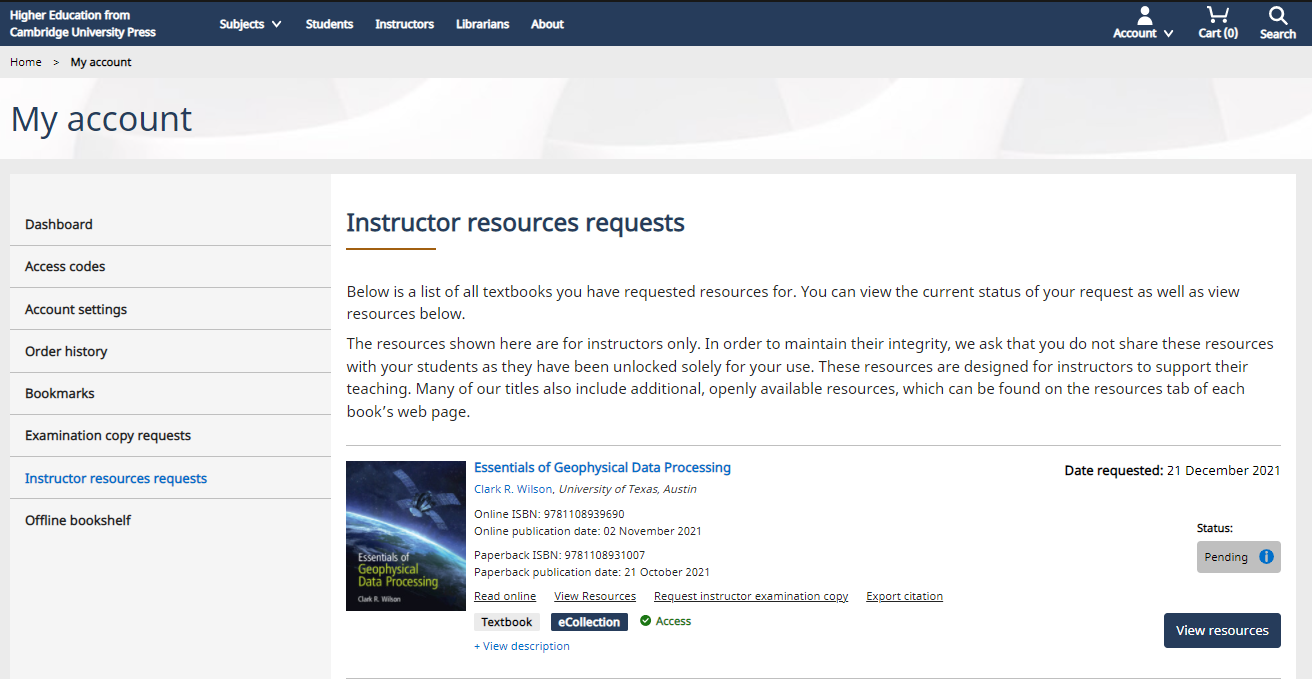 Higher Education from
Cambridge University Press
Subjects
Students
Instructors
Librarians
About
Account
Cart (0)
Search
Home > My account
My account
Dashboard
Access codes
Account settings
Order history
Bookmarks
Examination copy requests
Instructor resources requests
Offline bookshelf
Instructor resources requests
Below is a list of all textbooks you have requested resources for. You can view the current status of your request as well as view
resources below.
The resources shown here are for instructors only. In order to maintain their integrity, we ask that you do not share these resources
with your students as they have been unlocked solely for your use. These resources are designed for instructors to support their
teaching. Many of our titles also include additional, openly available resources, which can be found on the resources tab of each
book’s web page.
Essentials of
Geophysical
Data Processing
Clark R. Wilson
Essentials of Geophysical Data Processing
Clark R. Wilson, University of Texas, Austin
Online ISBN: 9781108939690
Online publication date: 02 November 2021
Paperback ISBN: 9781108931007
Paperback publication date: 21 October 2021
Read online View Resources Request instructor examination copy Export citation
Textbook eCollection Access
+ View description
Date requested: 21 December 2021
Status:
Pending
View resources